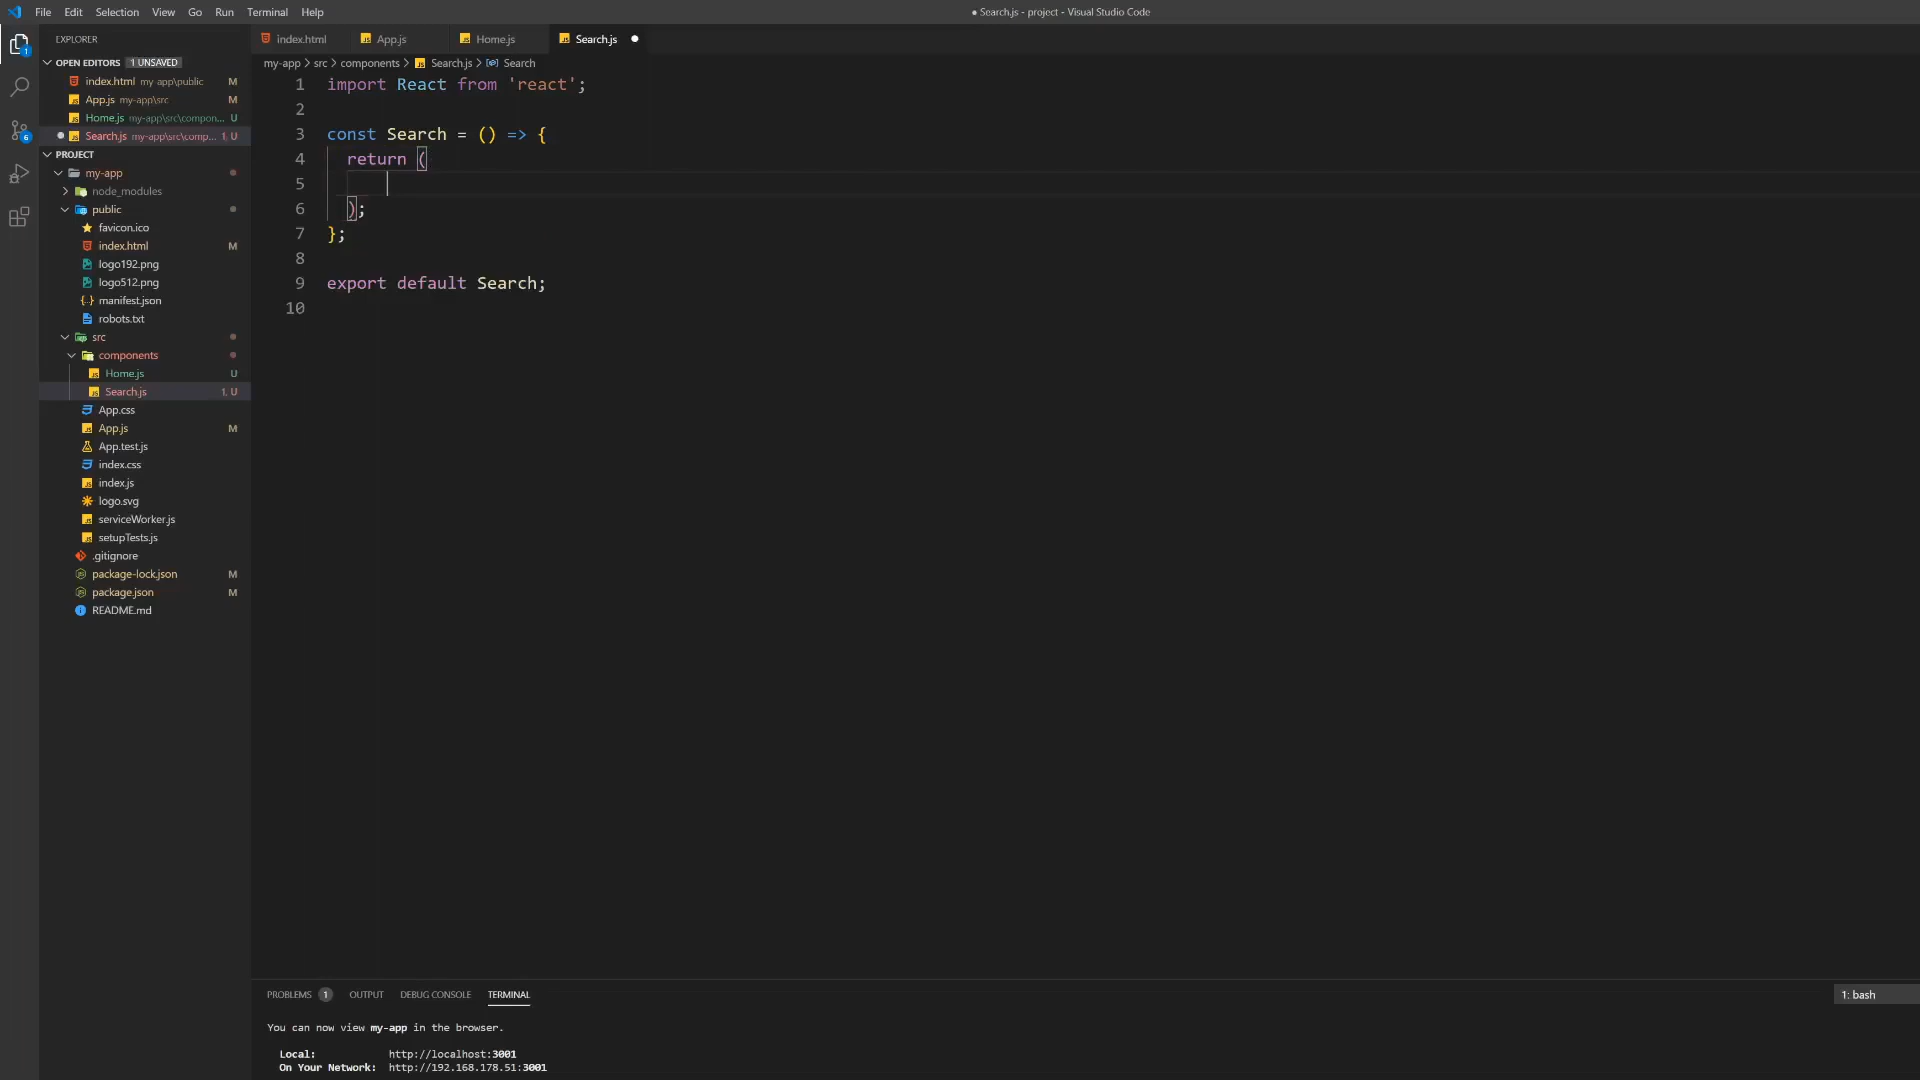 File Edit Selection View Go Run Terminal Help
● Search.js - project - Visual Studio Code
EXPLORER
OPEN EDITORS 1 UNSAVED
index.html my-app\public M
App.js my-app\src M
Home.js my-app\src\compon... U
Search.js my-app\src\comp... 1, U
PROJECT
my-app
node_modules
public
favicon.ico
index.html M
logo192.png
logo512.png
manifest.json
robots.txt
src
components
Home.js U
Search.js 1, U
App.css
App.js M
App.test.js
index.css
index.js
logo.svg
serviceWorker.js
setupTests.js
.gitignore
package-lock.json M
package.json M
README.md
1
6
index.html App.js Home.js Search.js
my-app > src > components > Search.js > Search
1 import React from 'react';
2
3 const Search = () => {
4 return (
5
6 );
7 };
8
9 export default Search;
10
PROBLEMS 1 OUTPUT DEBUG CONSOLE TERMINAL
1: bash
You can now view my-app in the browser.
Local: http://localhost:3001
On Your Network: http://192.168.178.51:3001